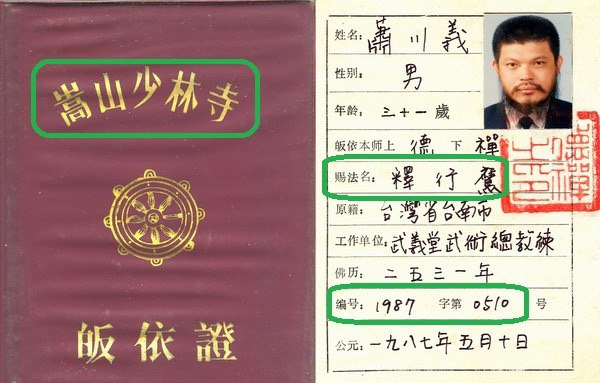 嵩山少林寺
皈依證
姓名：蕭川義
性别：男
年龄：三十一歲
皈依本师上 德 下 禪
赐法名：釋行
原籍：台灣省台南市
工作单位：武義堂武術總教練
佛历：二五三一年
编号：1987 字第 0510 号
公元：一九八七年五月十日